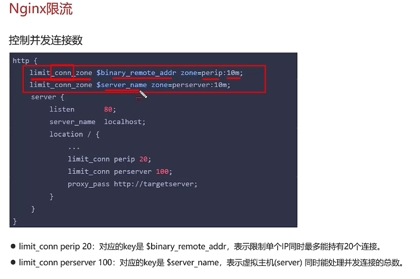 Nginx限流
控制并发连接数
http {
limit_conn_zone $binary_remote_addr zone=perip:10m;
limit_conn_zone $server_name zone=perserver:10m;
server {
listen 80;
server_name localhost;
location / {
...
limit_conn perip 20;
limit_conn perserver 100;
proxy_pass http://targetserver;
}
}
}
● limit_conn perip 20：对应的key是 $binary_remote_addr，表示限制单个IP同时最多能持有20个连接。
● limit_conn perserver 100：对应的key是 $server_name，表示虚拟主机(server) 同时能处理并发连接的总数。